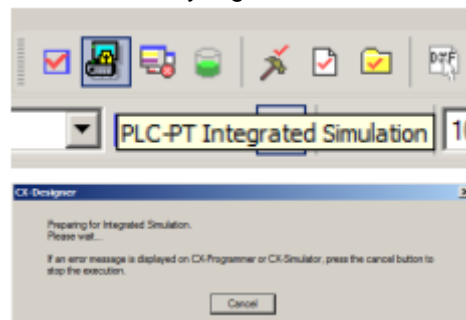 DXF
PLC-PT Integrated Simulation
CX-Designer
Preparing for Integrated Simulation.
Please wait...
If an error message is displayed on CX-Programmer or CX-Simulator, press the cancel button to
stop the execution.
Cancel